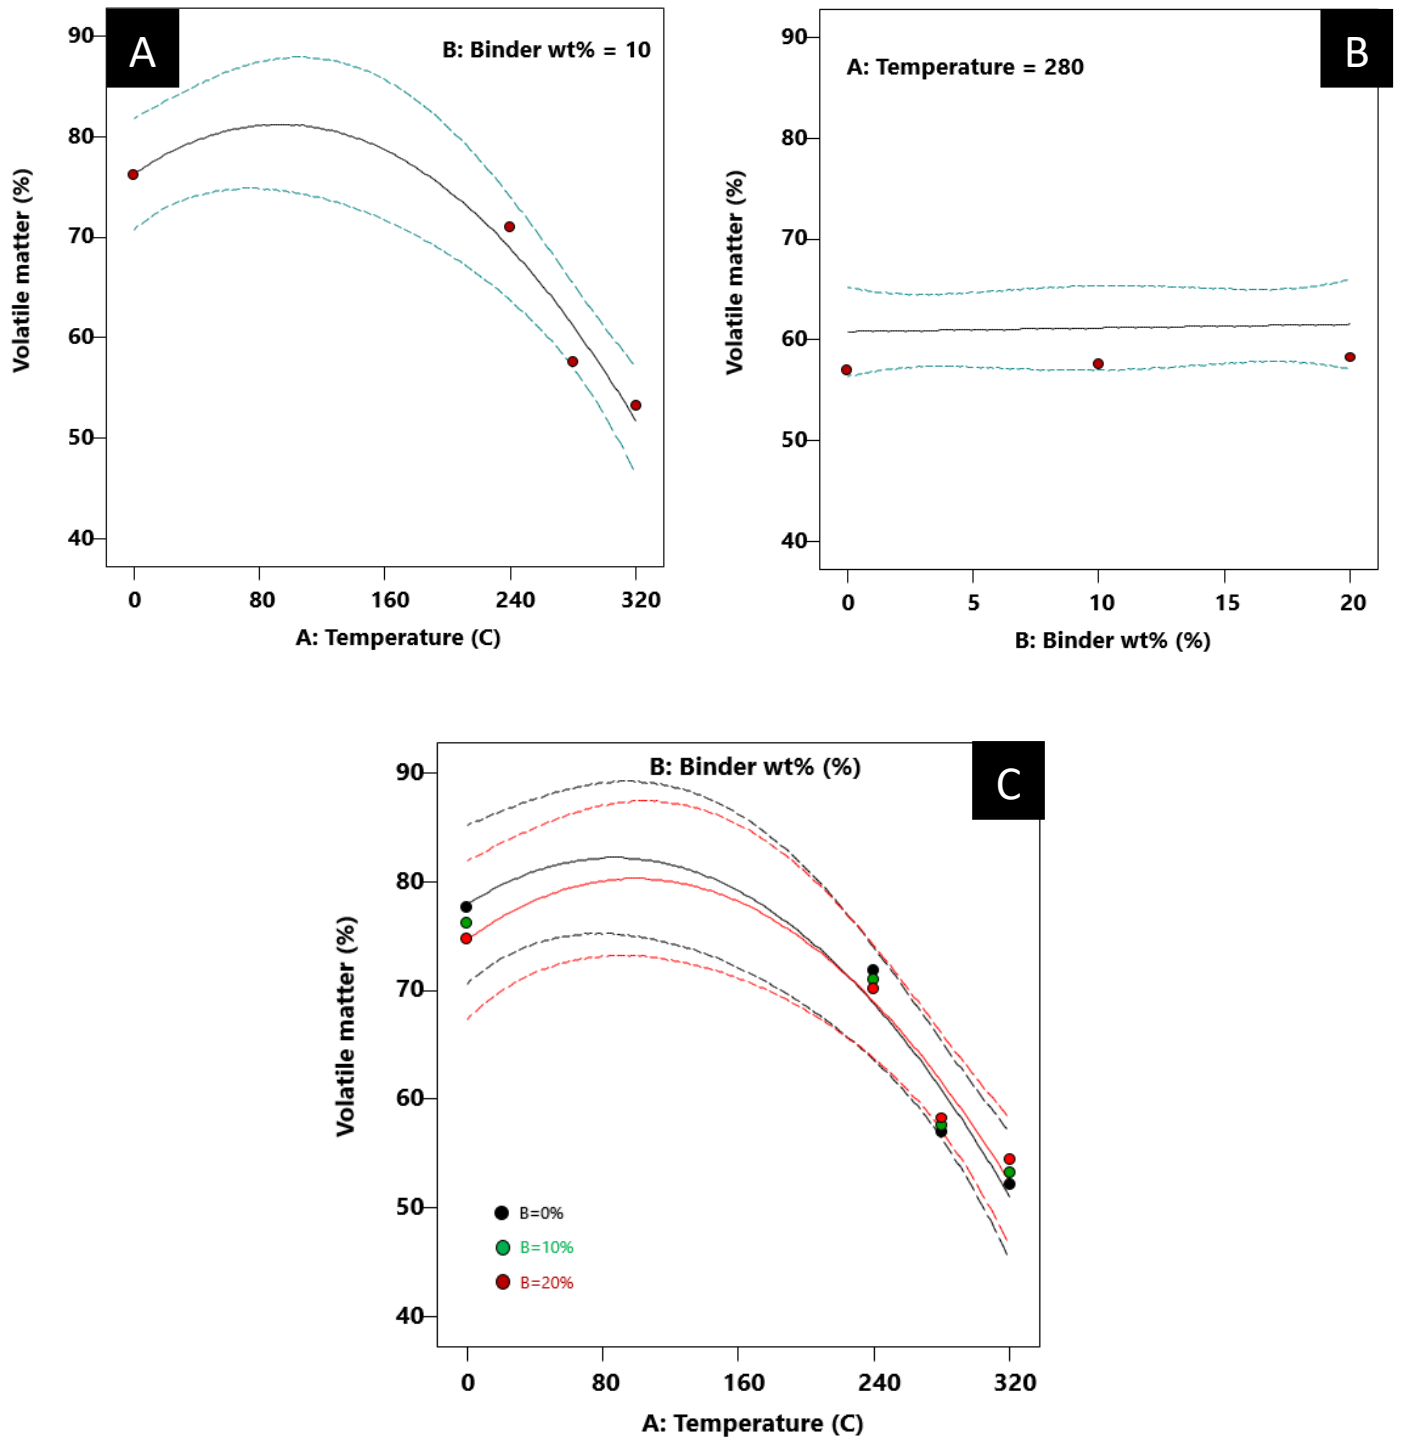 A
B: Binder wt% = 10
90
80
70
60
50
40
Volatile matter (%)
0 80 160 240 320
A: Temperature (C)
B
A: Temperature = 280
90
80
70
60
50
40
Volatile matter (%)
0 5 10 15 20
B: Binder wt% (%)
C
B: Binder wt% (%)
90
80
70
60
50
40
Volatile matter (%)
B=0%
B=10%
B=20%
0 80 160 240 320
A: Temperature (C)